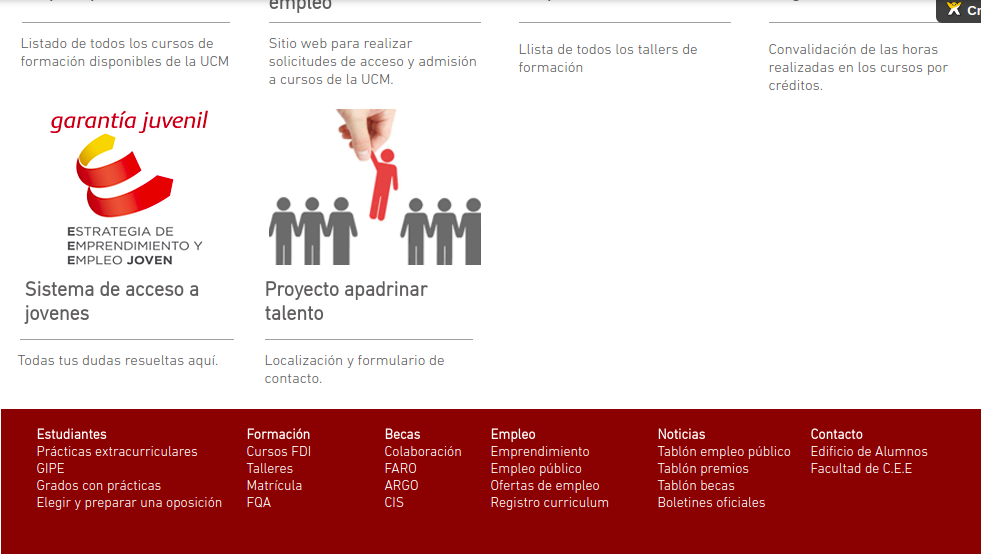 empleo
Cr
Listado de todos los cursos de
formación disponibles de la UCM
Sitio web para realizar
solicitudes de acceso y admisión
a cursos de la UCM.
Llista de todos los tallers de
formación
Convalidación de las horas
realizadas en los cursos por
créditos.
garantía juvenil
ESTRATEGIA DE
EMPRENDIMIENTO Y
EMPLEO JOVEN
Sistema de acceso a
jovenes
Todas tus dudas resueltas aquí.
Proyecto apadrinar
talento
Localización y formulario de
contacto.
Estudiantes
Prácticas extracurriculares
GIPE
Grados con prácticas
Elegir y preparar una oposición
Formación
Cursos FDI
Talleres
Matrícula
FQA
Becas
Colaboración
FARO
ARGO
CIS
Empleo
Emprendimiento
Empleo público
Ofertas de empleo
Registro curriculum
Noticias
Tablón empleo público
Tablón premios
Tablón becas
Boletines oficiales
Contacto
Edificio de Alumnos
Facultad de C.E.E